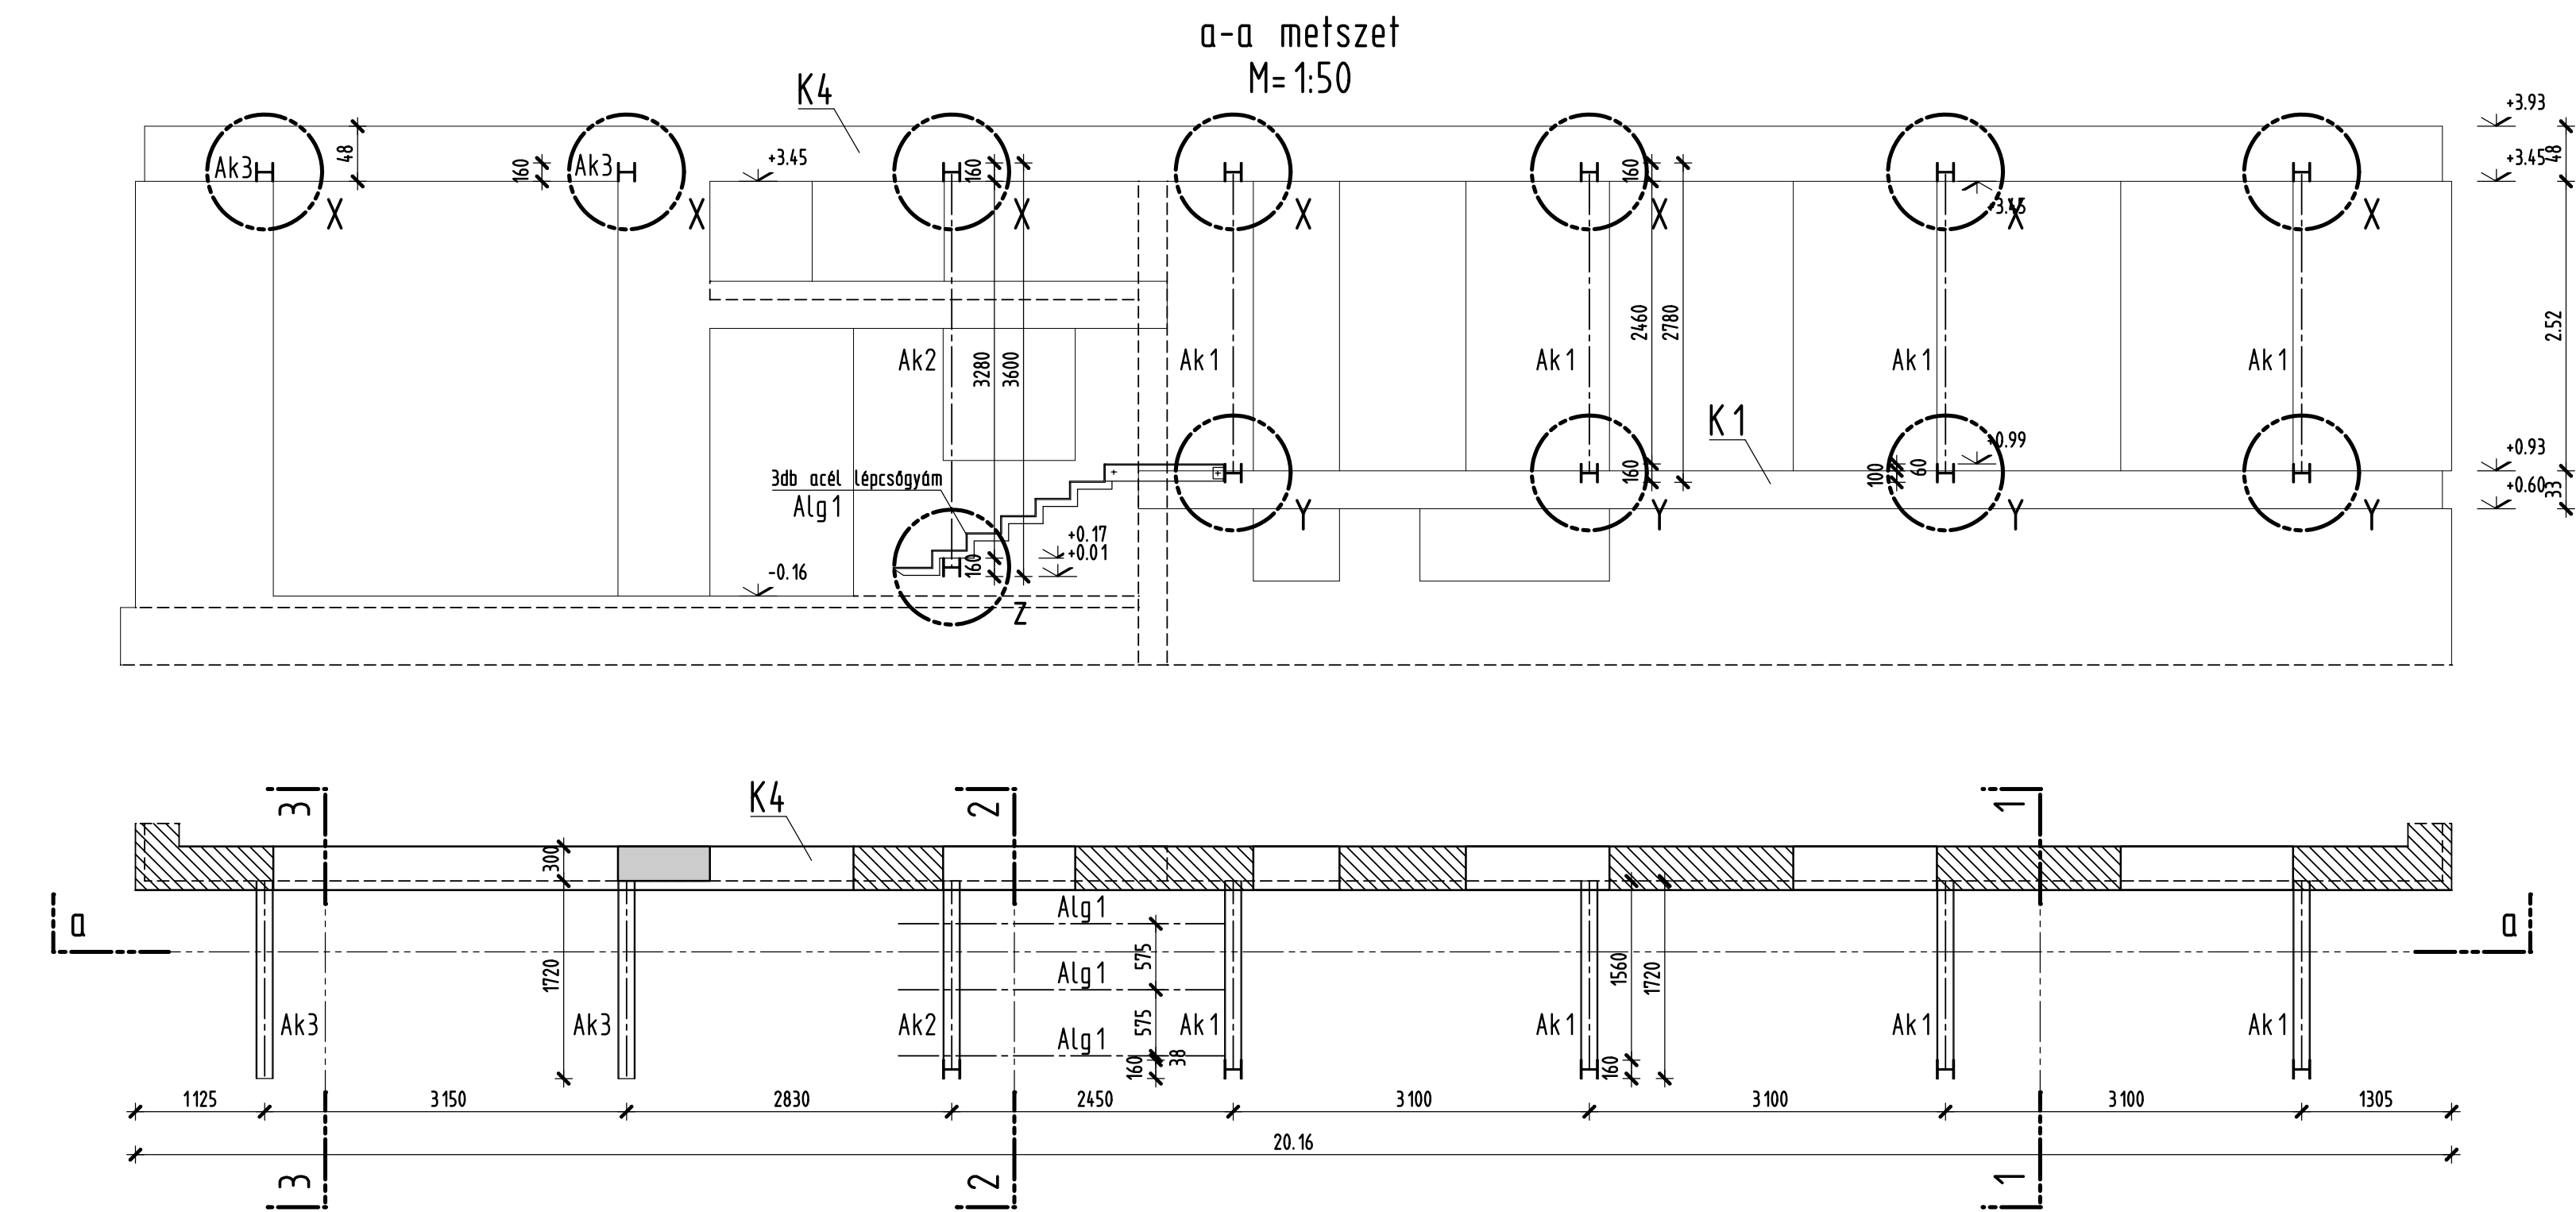 a-a metszet
M=1:50
K4
+3.93
48
160
+3.45
160
160
+3.45
48
Ak3
Ak3
X
X
X
X
X
+3.45
X
X
2460
2780
2.52
3280
3600
Ak2
Ak1
Ak1
Ak1
Ak1
K1
3db acél lépcsőgyám
Alg1
160
100
60
+0.99
+0.93
+0.60
33
Y
Y
Y
Y
+0.17
+0.01
160
-0.16
Z
3
K4
2
1
300
a
a
Alg1
575
Alg1
1720
1560
1720
575
Ak3
Ak3
Ak2
Alg1
Ak1
Ak1
Ak1
Ak1
160
38
160
1125
3150
2830
2450
3100
3100
3100
1305
20.16
3
2
1